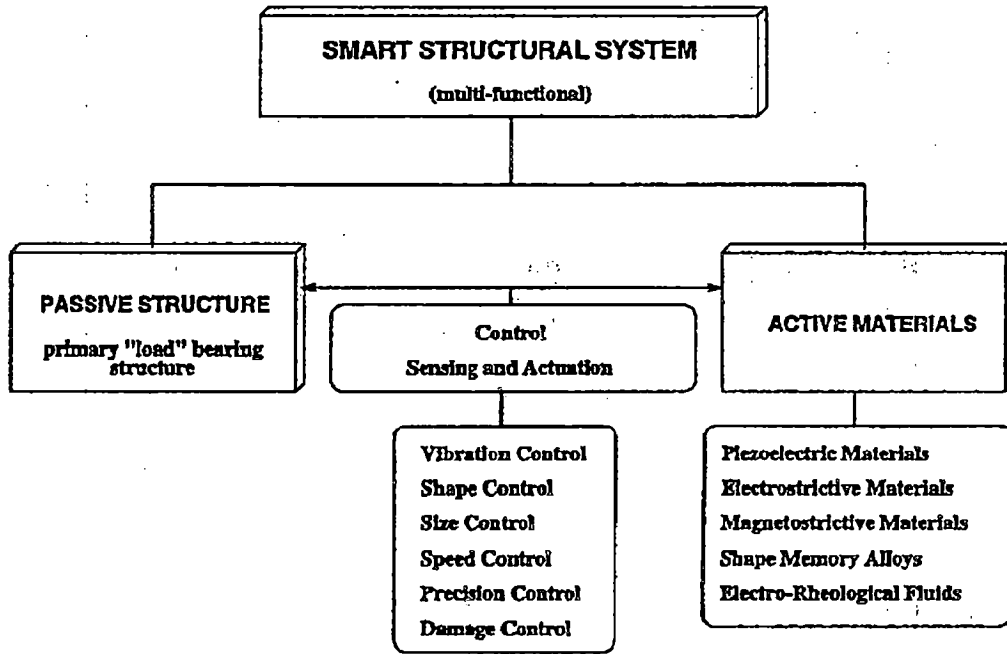 SMART STRUCTURAL SYSTEM
(multi-functional)
PASSIVE STRUCTURE
primary "load" bearing
structure
Control
Sensing and Actuation
ACTIVE MATERIALS
Vibration Control
Shape Control
Size Control
Speed Control
Precision Control
Damage Control
Piezoelectric Materials
Electrostrictive Materials
Magnetostrictive Materials
Shape Memory Alloys
Electro-Rheological Fluids